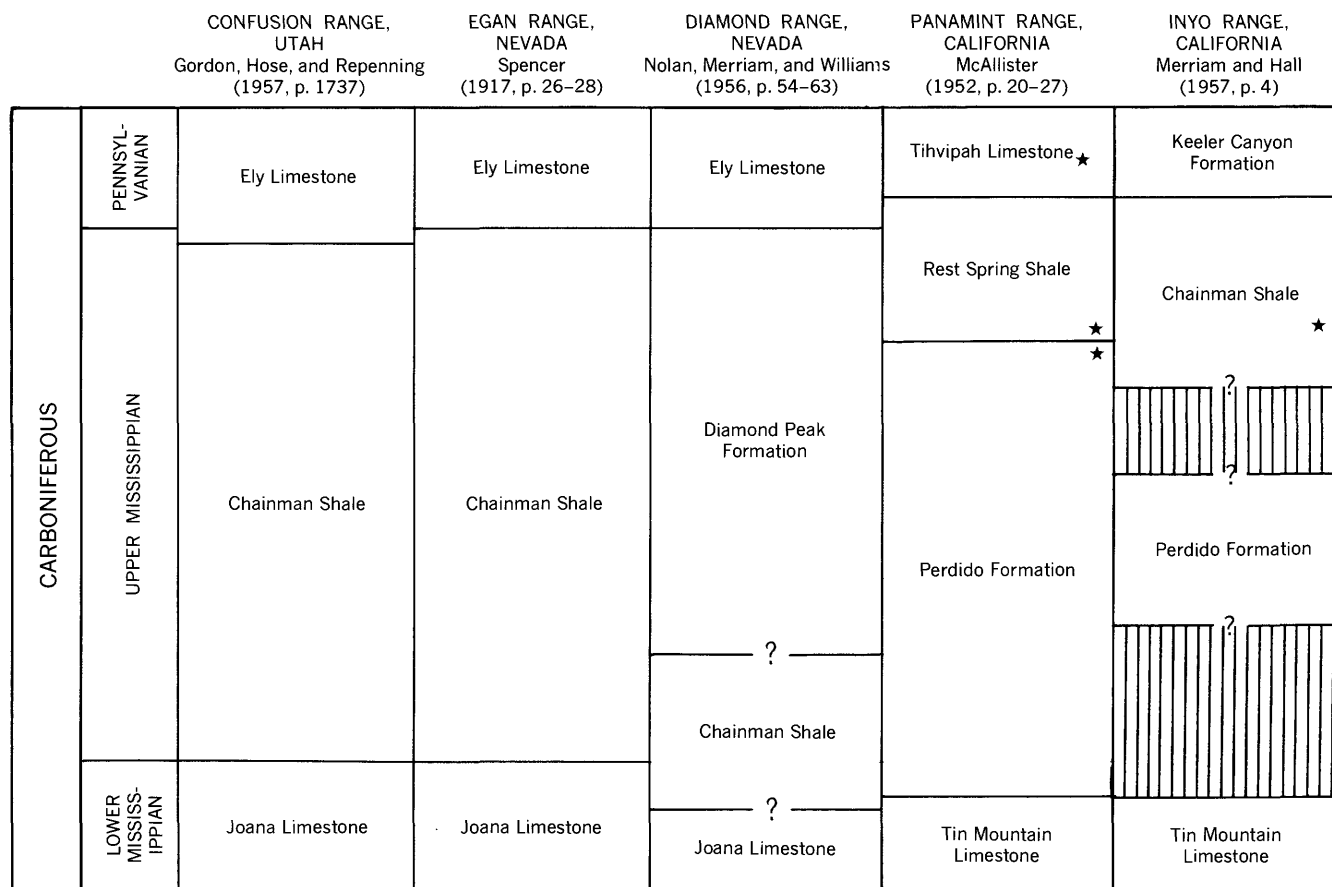 CONFUSION RANGE,
UTAH
Gordon, Hose, and Repenning
(1957, p. 1737)
EGAN RANGE,
NEVADA
Spencer
(1917, p. 26–28)
DIAMOND RANGE,
NEVADA
Nolan, Merriam, and Williams
(1956, p. 54–63)
PANAMINT RANGE,
CALIFORNIA
McAllister
(1952, p. 20–27)
INYO RANGE,
CALIFORNIA
Merriam and Hall
(1957, p. 4)
CARBONIFEROUS
PENNSYL-
VANIAN
UPPER MISSISSIPPIAN
LOWER
MISSISS-
IPPIAN
Ely Limestone
Chainman Shale
Joana Limestone
Ely Limestone
Chainman Shale
Joana Limestone
Ely Limestone
Diamond Peak
Formation
?
Chainman Shale
?
Joana Limestone
Tihvipah Limestone ★
Rest Spring Shale
★
★
Perdido Formation
Tin Mountain
Limestone
Keeler Canyon
Formation
Chainman Shale
★
?
?
Perdido Formation
?
Tin Mountain
Limestone